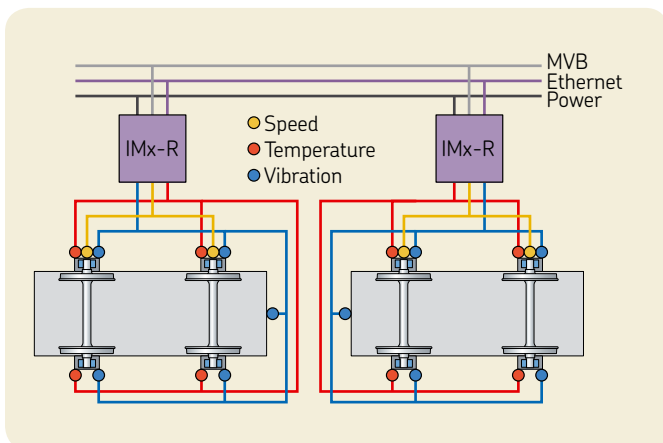 MVB
Ethernet
Power
IMx-R
Speed
Temperature
Vibration
IMx-R